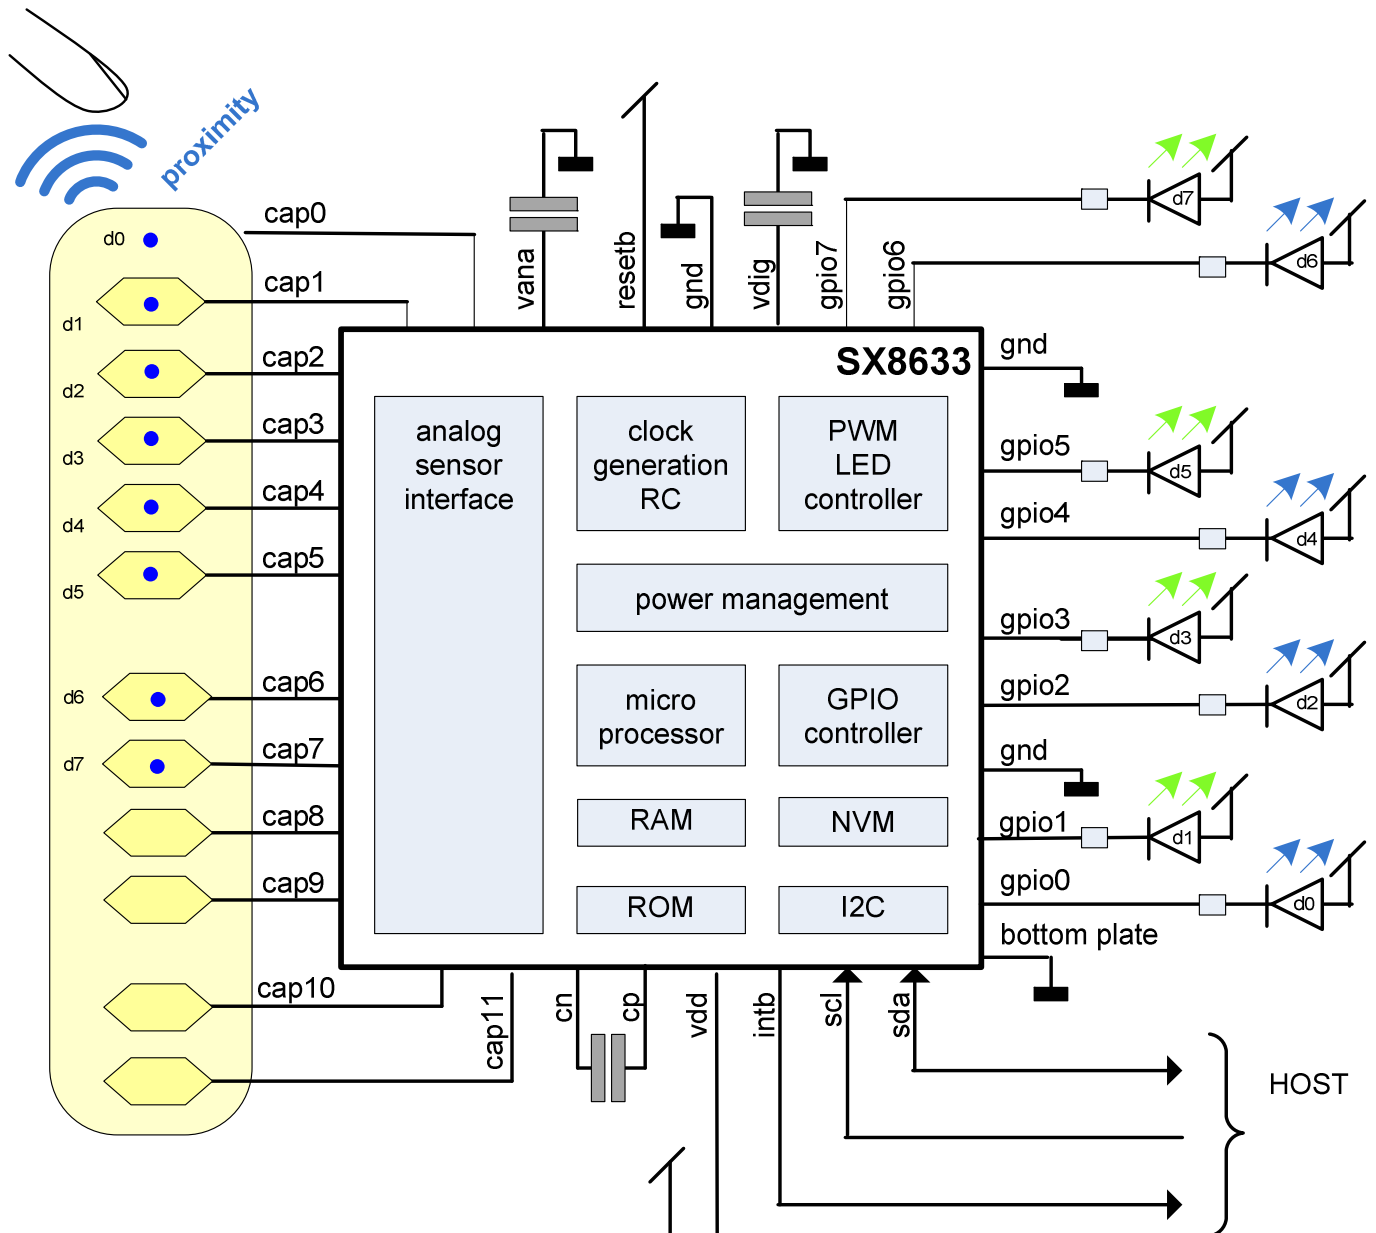 proximity
cap0
d0
cap1
d1
cap2
d2
cap3
d3
cap4
d4
cap5
d5
cap6
d6
cap7
d7
cap8
cap9
cap10
cap11
vana
resetb
gnd
vdig
gpio7
gpio6
d7
d6
SX8633
analog
sensor
interface
clock
generation
RC
PWM
LED
controller
power management
micro
processor
GPIO
controller
RAM
NVM
ROM
I2C
gnd
gpio5
d5
gpio4
d4
gpio3
d3
gpio2
d2
gnd
gpio1
d1
gpio0
d0
bottom plate
cn
cp
vdd
intb
scl
sda
HOST